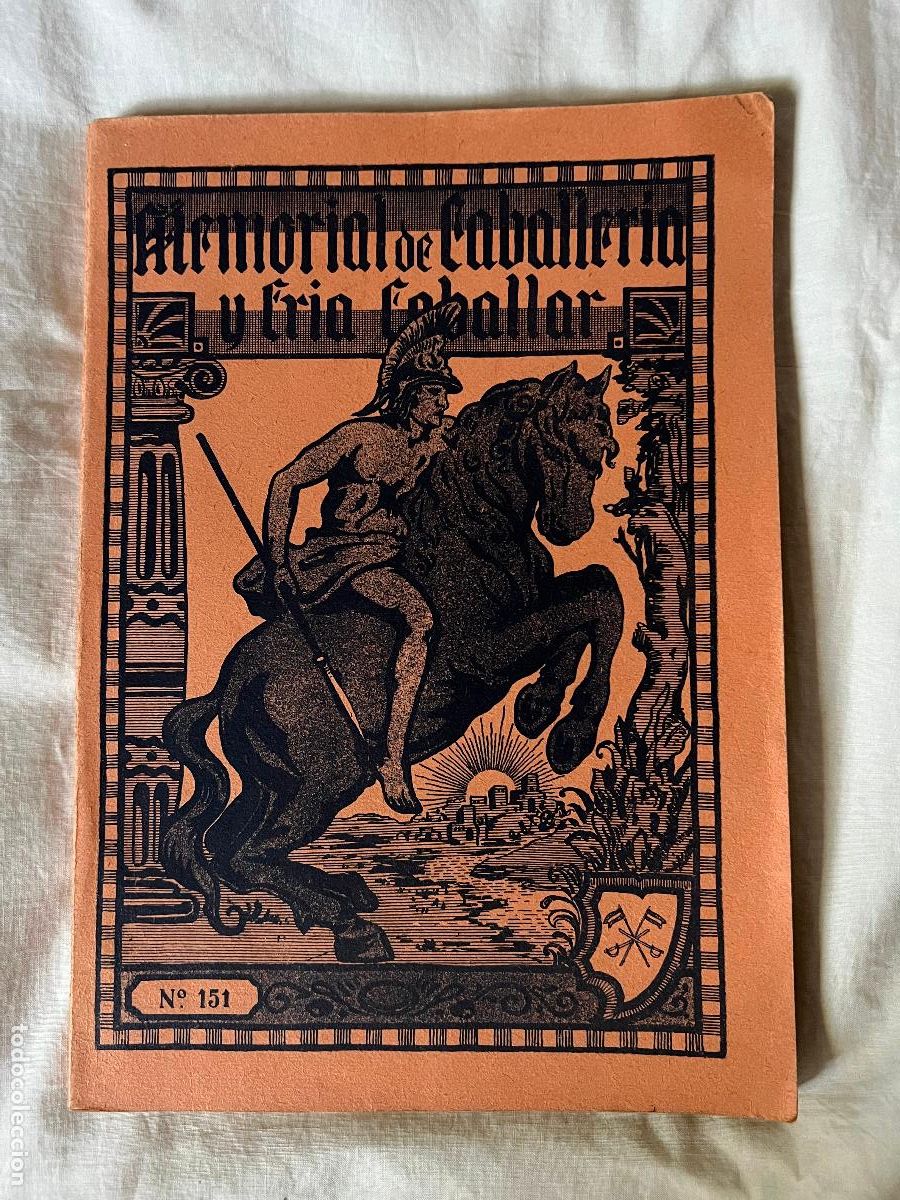 Memorial de Caballeria
y Cria Caballar
Nº 151
todocoleccion